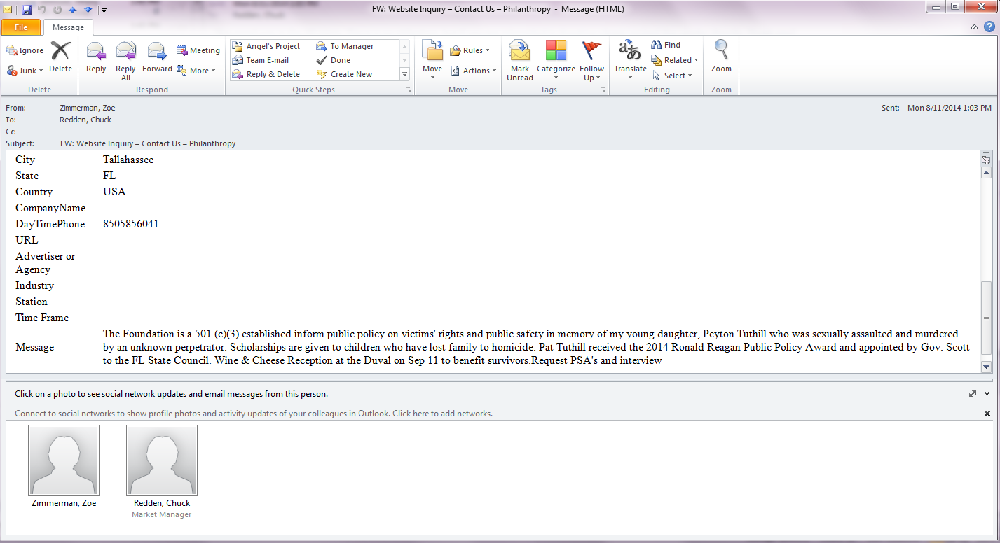 FW: Website Inquiry – Contact Us – Philanthropy - Message (HTML)
File
Message
Ignore
Junk
Delete
Delete
Reply
Reply All
Forward
Meeting
More
Respond
Angel's Project
Team E-mail
Reply & Delete
To Manager
Done
Create New
Quick Steps
Move
Rules
Actions
Move
Mark Unread
Categorize
Follow Up
Tags
Translate
Find
Related
Select
Editing
Zoom
Zoom
From: Zimmerman, Zoe
Sent: Mon 8/11/2014 1:03 PM
To: Redden, Chuck
Cc:
Subject: FW: Website Inquiry – Contact Us – Philanthropy
City Tallahassee
State FL
Country USA
CompanyName
DayTimePhone 8505856041
URL
Advertiser or
Agency
Industry
Station
Time Frame
Message
The Foundation is a 501 (c)(3) established inform public policy on victims' rights and public safety in memory of my young daughter, Peyton Tuthill who was sexually assaulted and murdered
by an unknown perpetrator. Scholarships are given to children who have lost family to homicide. Pat Tuthill received the 2014 Ronald Reagan Public Policy Award and appointed by Gov. Scott
to the FL State Council. Wine & Cheese Reception at the Duval on Sep 11 to benefit survivors.Request PSA's and interview
Click on a photo to see social network updates and email messages from this person.
Connect to social networks to show profile photos and activity updates of your colleagues in Outlook. Click here to add networks.
Zimmerman, Zoe
Redden, Chuck
Market Manager